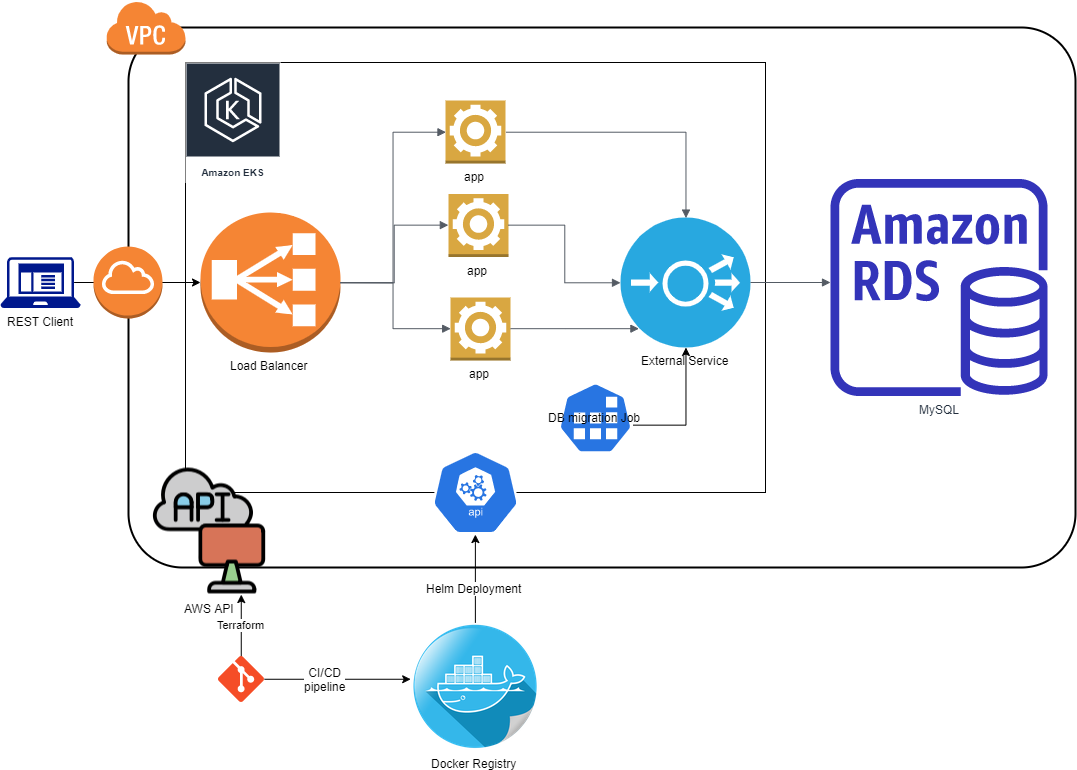 VPC
K
Amazon EKS
app
app
app
REST Client
Load Balancer
External Service
Amazon
RDS
MySQL
DB migration Job
API
api
AWS API
Terraform
Helm Deployment
CI/CD
pipeline
Docker Registry